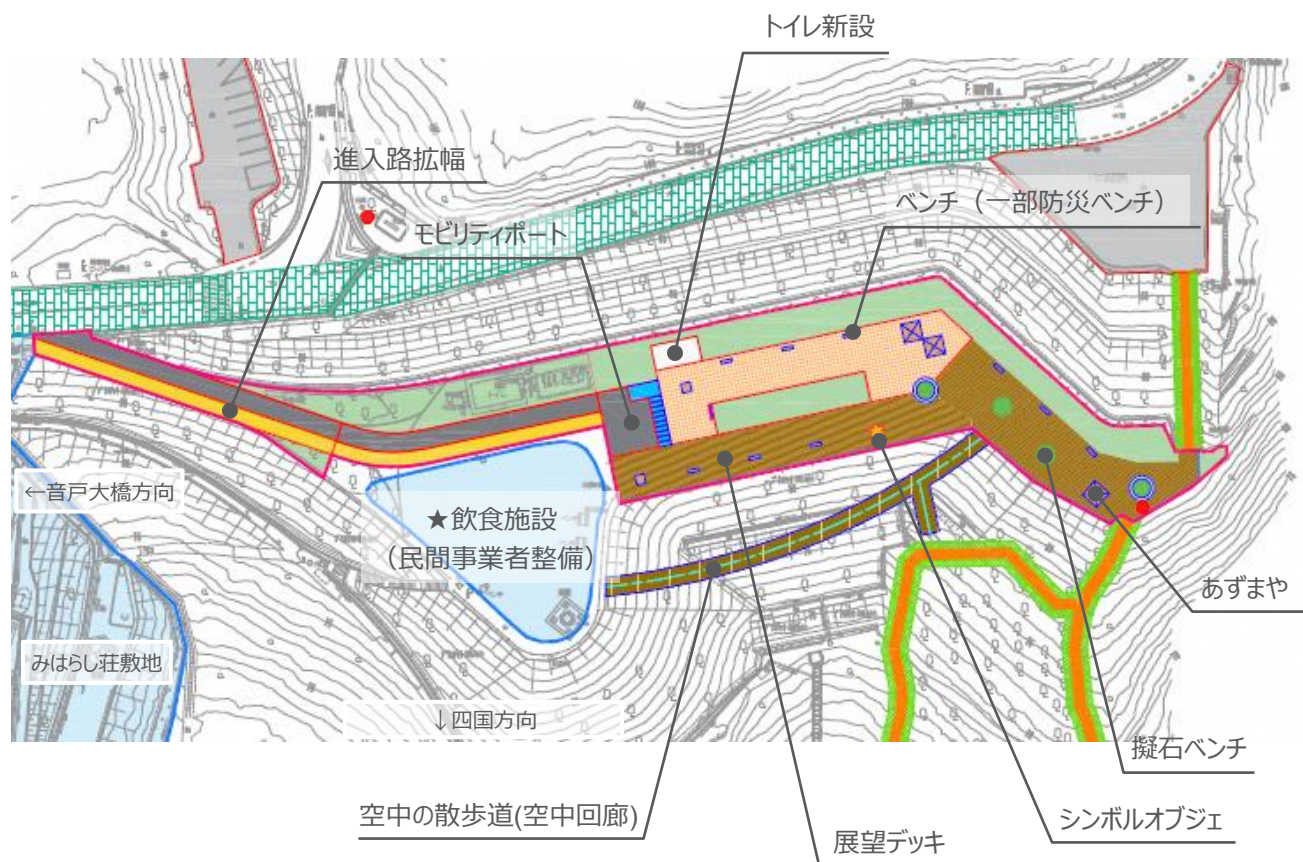 トイレ新設
進入路拡幅
ベンチ（一部防災ベンチ）
モビリティポート
←音戸大橋方向
★飲食施設
（民間事業者整備）
あずまや
みはらし荘敷地
↓四国方向
擬石ベンチ
空中の散歩道(空中回廊)
シンボルオブジェ
展望デッキ